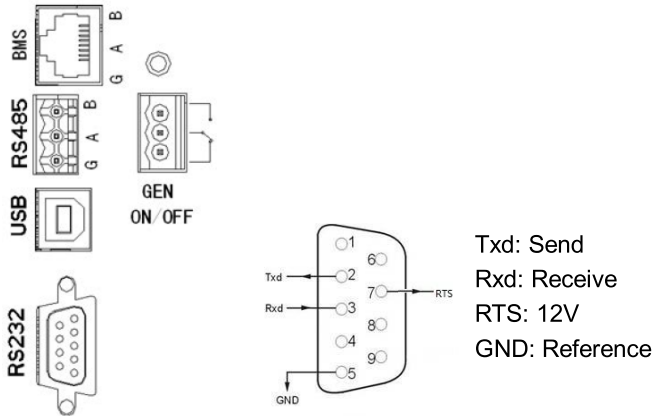 BMS
B
A
G
RS485
B
A
G
GEN
ON/OFF
USB
RS232
1
2
3
4
5
6
7
8
9
Txd
Rxd
GND
RTS
Txd: Send
Rxd: Receive
RTS: 12V
GND: Reference